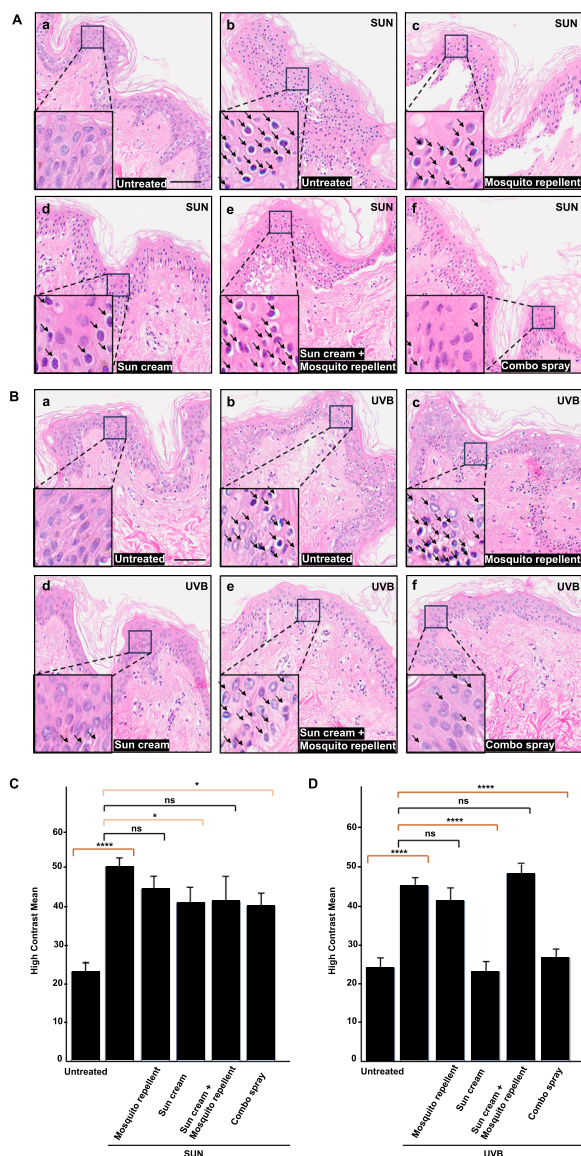 A
a
Untreated
b
SUN
Untreated
c
SUN
Mosquito repellent
d
SUN
Sun cream
e
SUN
Sun cream +
Mosquito repellent
f
SUN
Combo spray
B
a
Untreated
b
UVB
Untreated
c
UVB
Mosquito repellent
d
UVB
Sun cream
e
UVB
Sun cream +
Mosquito repellent
f
UVB
Combo spray
C
*
ns
*
ns
****
High Contrast Mean
60
50
40
30
20
10
0
Untreated
Mosquito repellent
Sun cream
Sun cream +
Mosquito repellent
Combo spray
SUN
D
****
ns
****
ns
****
High Contrast Mean
60
50
40
30
20
10
0
Untreated
Mosquito repellent
Sun cream
Sun cream +
Mosquito repellent
Combo spray
UVB